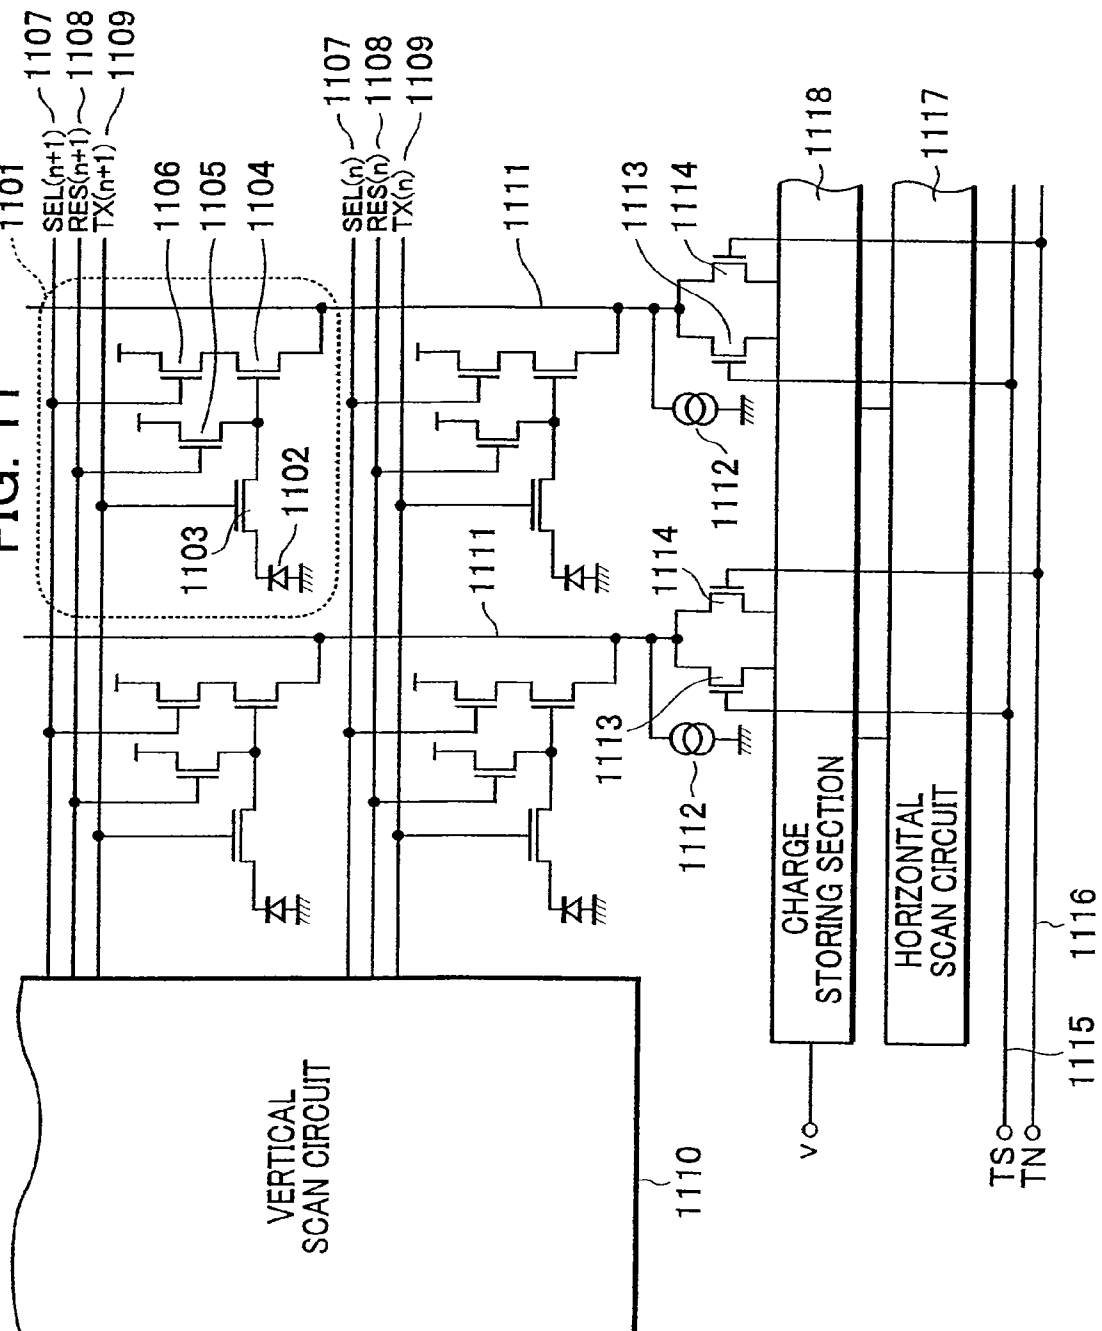 FIG. 11
1101
SEL(n+1)
1107
RES(n+1)
1108
TX(n+1)
1109
1106
1105
1104
1103
1102
SEL(n)
1107
RES(n)
1108
TX(n)
1109
1111
1111
1113
1114
1112
1113
1114
1112
VERTICAL
SCAN CIRCUIT
1110
CHARGE
STORING SECTION
1118
HORIZONTAL
SCAN CIRCUIT
1117
V
TS
TN
1115
1116